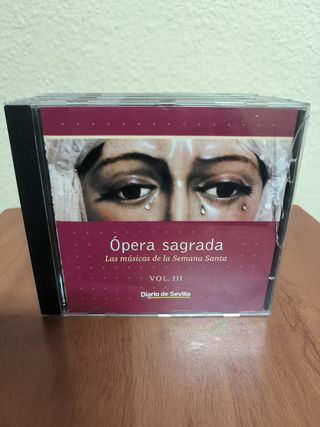 Ópera sagrada
Las músicas de la Semana Santa
VOL. III
Diario de Sevilla